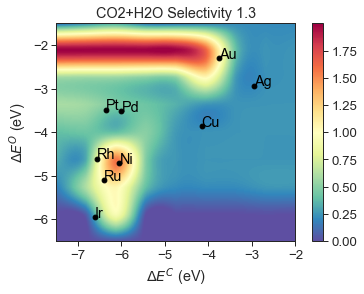 CO2+H2O Selectivity 1.3
ΔE^O (eV)
−2
−3
−4
−5
−6
Au
Ag
Pt
Pd
Cu
Rh
Ni
Ru
Ir
−7
−6
−5
−4
−3
−2
ΔE^C (eV)
1.75
1.50
1.25
1.00
0.75
0.50
0.25
0.00